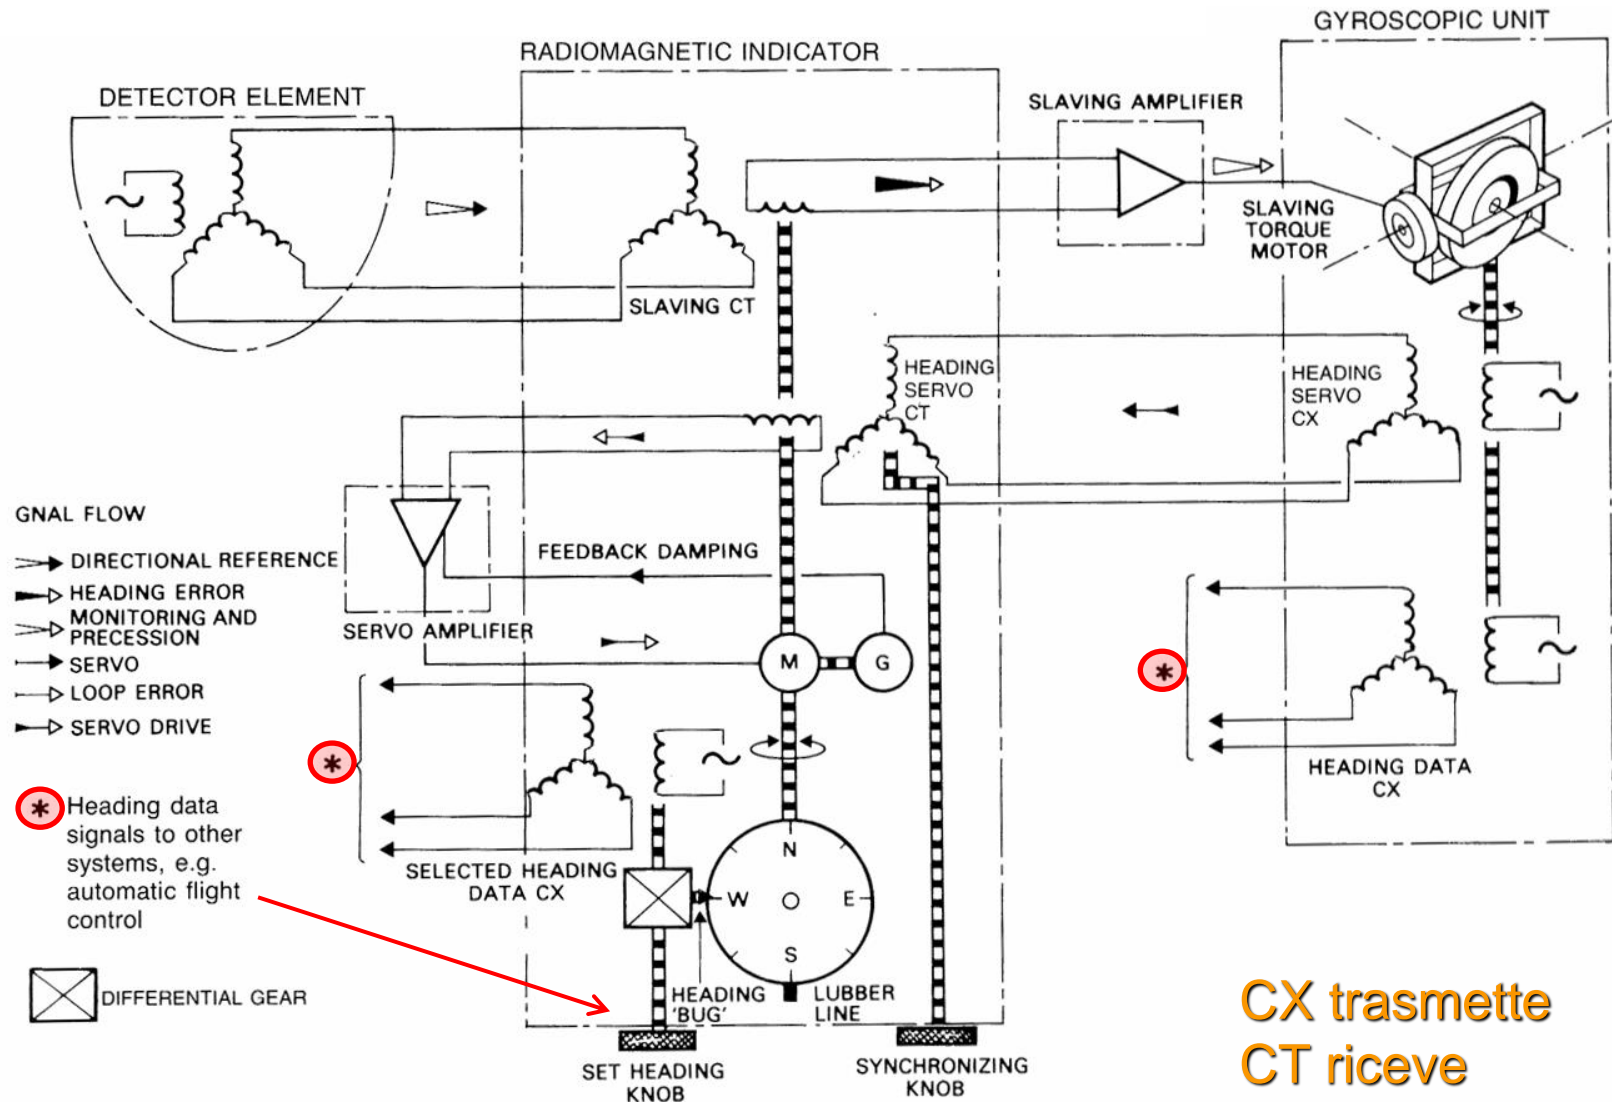 GYROSCOPIC UNIT
RADIOMAGNETIC INDICATOR
DETECTOR ELEMENT
SLAVING AMPLIFIER
SLAVING
TORQUE
MOTOR
SLAVING CT
HEADING
SERVO
CT
HEADING
SERVO
CX
GNAL FLOW
DIRECTIONAL REFERENCE
HEADING ERROR
MONITORING AND
PRECESSION
SERVO
LOOP ERROR
SERVO DRIVE
FEEDBACK DAMPING
SERVO AMPLIFIER
M
G
*
*
HEADING DATA
CX
* Heading data
signals to other
systems, e.g.
automatic flight
control
SELECTED HEADING
DATA CX
N
W
E
S
DIFFERENTIAL GEAR
HEADING
'BUG'
LUBBER
LINE
SET HEADING
KNOB
SYNCHRONIZING
KNOB
CX trasmette
CT riceve